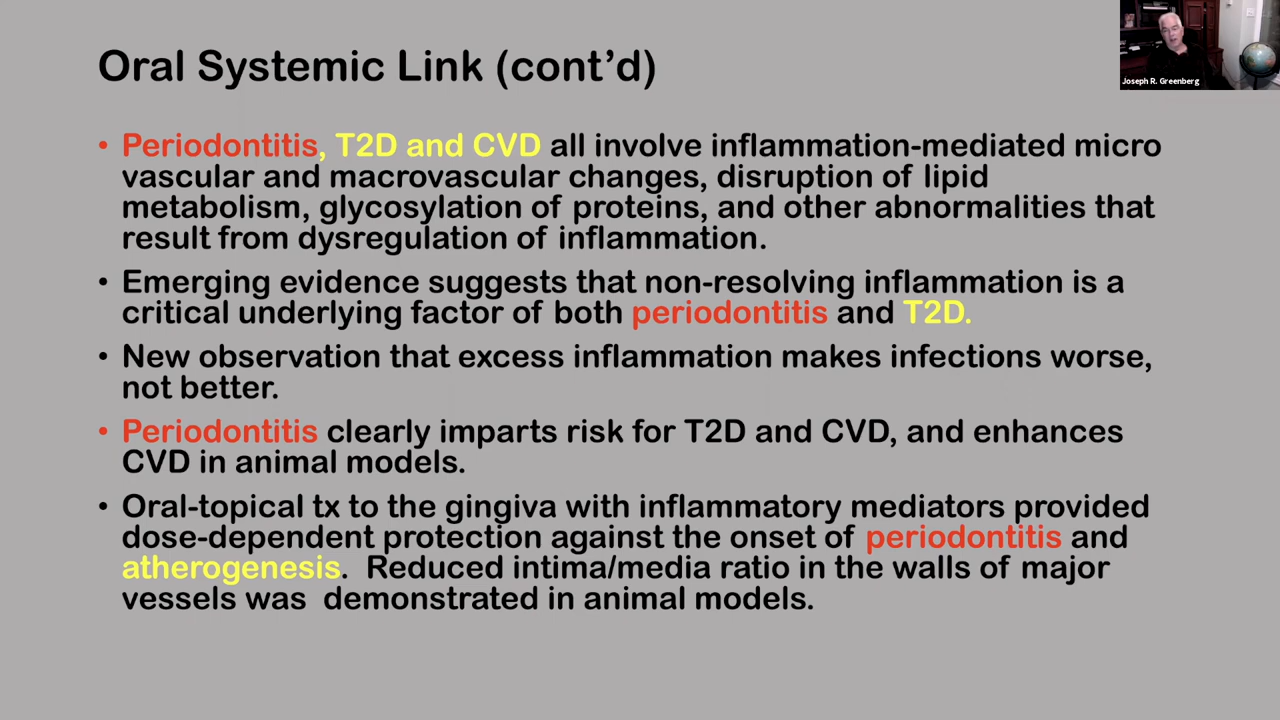 Oral Systemic Link (cont’d)
Joseph R. Greenberg
• Periodontitis, T2D and CVD all involve inflammation-mediated micro
vascular and macrovascular changes, disruption of lipid
metabolism, glycosylation of proteins, and other abnormalities that
result from dysregulation of inflammation.
• Emerging evidence suggests that non-resolving inflammation is a
critical underlying factor of both periodontitis and T2D.
• New observation that excess inflammation makes infections worse,
not better.
• Periodontitis clearly imparts risk for T2D and CVD, and enhances
CVD in animal models.
• Oral-topical tx to the gingiva with inflammatory mediators provided
dose-dependent protection against the onset of periodontitis and
atherogenesis.  Reduced intima/media ratio in the walls of major
vessels was  demonstrated in animal models.